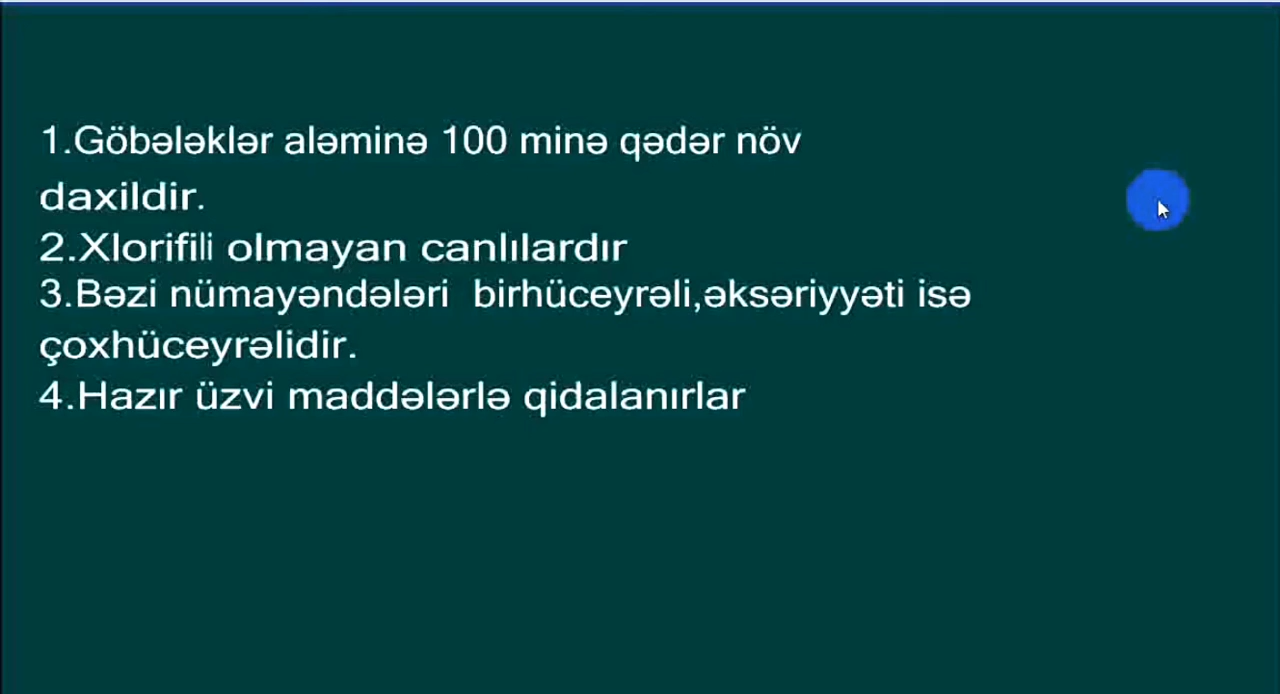 1.Göbələklər aləminə 100 minə qədər növ
daxildir.
2.Xlorifili olmayan canlılardır
3.Bəzi nümayəndələri birhüceyrəli,əksəriyyəti isə
çoxhüceyrəlidir.
4.Hazır üzvi maddələrlə qidalanırlar